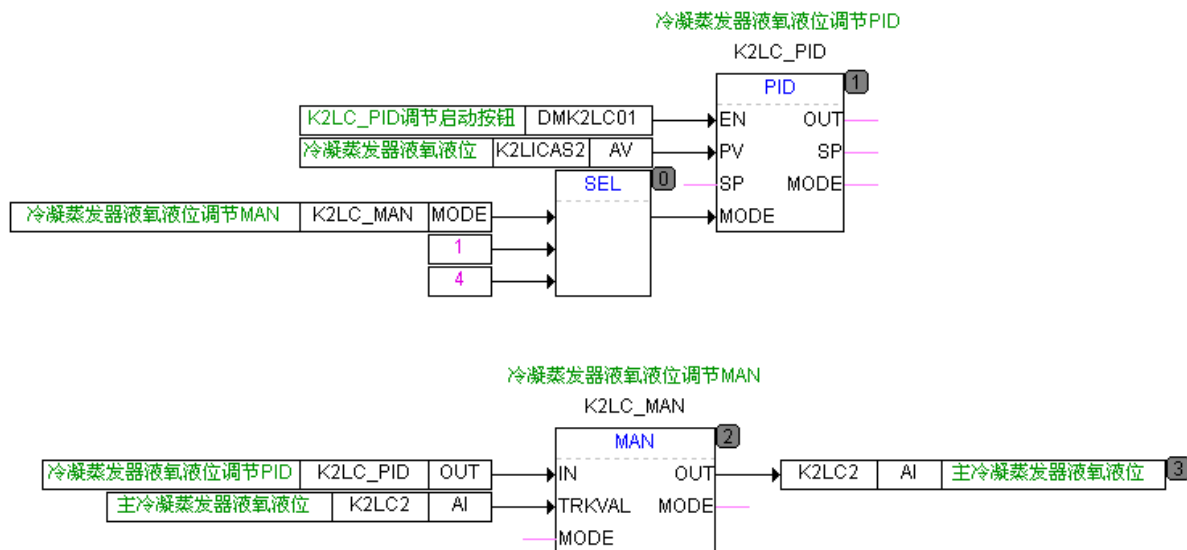 冷凝蒸发器液氧液位调节PID
K2LC_PID
PID 1
K2LC_PID调节启动按钮 DMK2LC01 EN OUT
冷凝蒸发器液氧液位 K2LICAS2 AV PV SP
SEL 0 SP MODE
冷凝蒸发器液氧液位调节MAN K2LC_MAN MODE MODE
1
4
冷凝蒸发器液氧液位调节MAN
K2LC_MAN
MAN 2
冷凝蒸发器液氧液位调节PID K2LC_PID OUT IN OUT K2LC2 AI 主冷凝蒸发器液氧液位 3
主冷凝蒸发器液氧液位 K2LC2 AI TRKVAL MODE
MODE